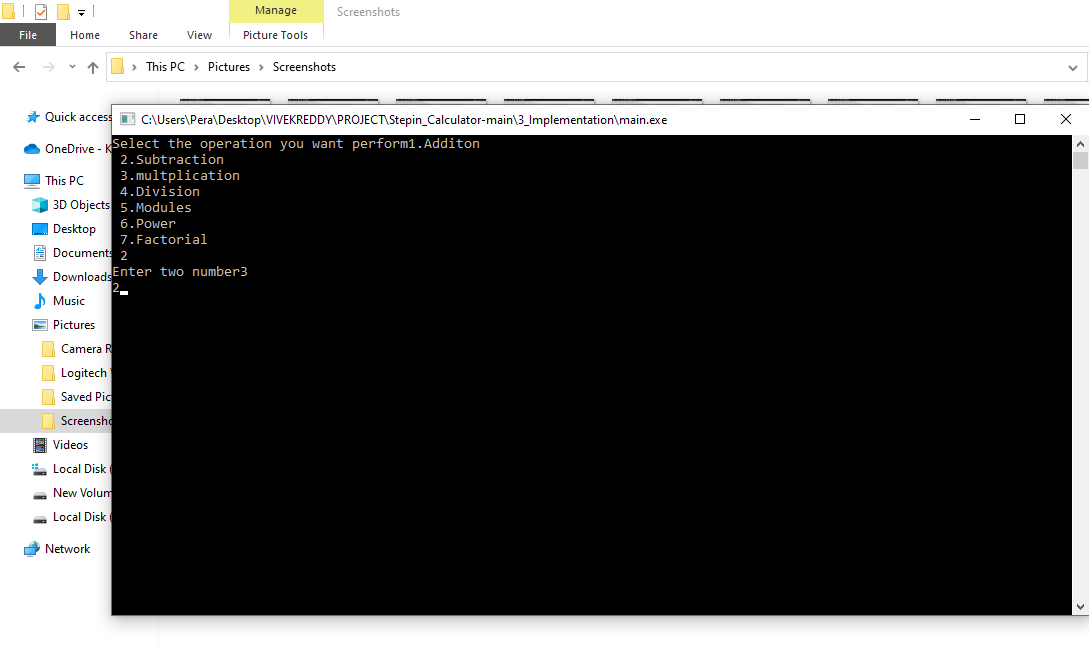 Manage
Screenshots
File
Home
Share
View
Picture Tools
This PC
Pictures
Screenshots
Quick access
OneDrive - K
This PC
3D Objects
Desktop
Documents
Downloads
Music
Pictures
Camera R
Logitech
Saved Pic
Screensho
Videos
Local Disk (
New Volum
Local Disk (
Network
C:\Users\Pera\Desktop\VIVEKREDDY\PROJECT\Stepin_Calculator-main\3_Implementation\main.exe
Select the operation you want perform1.Additon
2.Subtraction
3.multplication
4.Division
5.Modules
6.Power
7.Factorial
2
Enter two number3
2